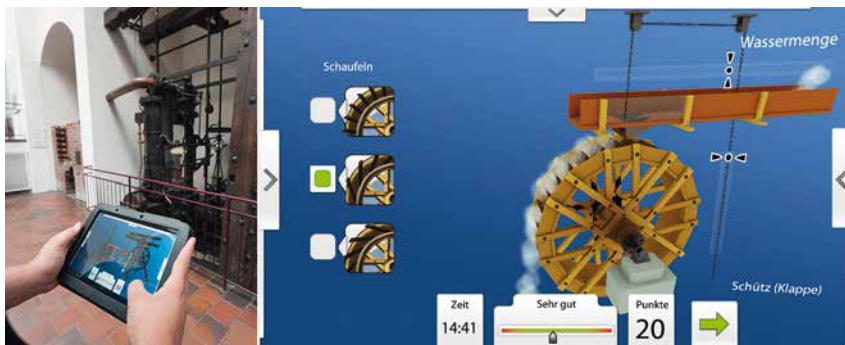 Wassermenge
Schaufeln
Schütz (Klappe)
Zeit
14:41
Sehr gut
Punkte
20